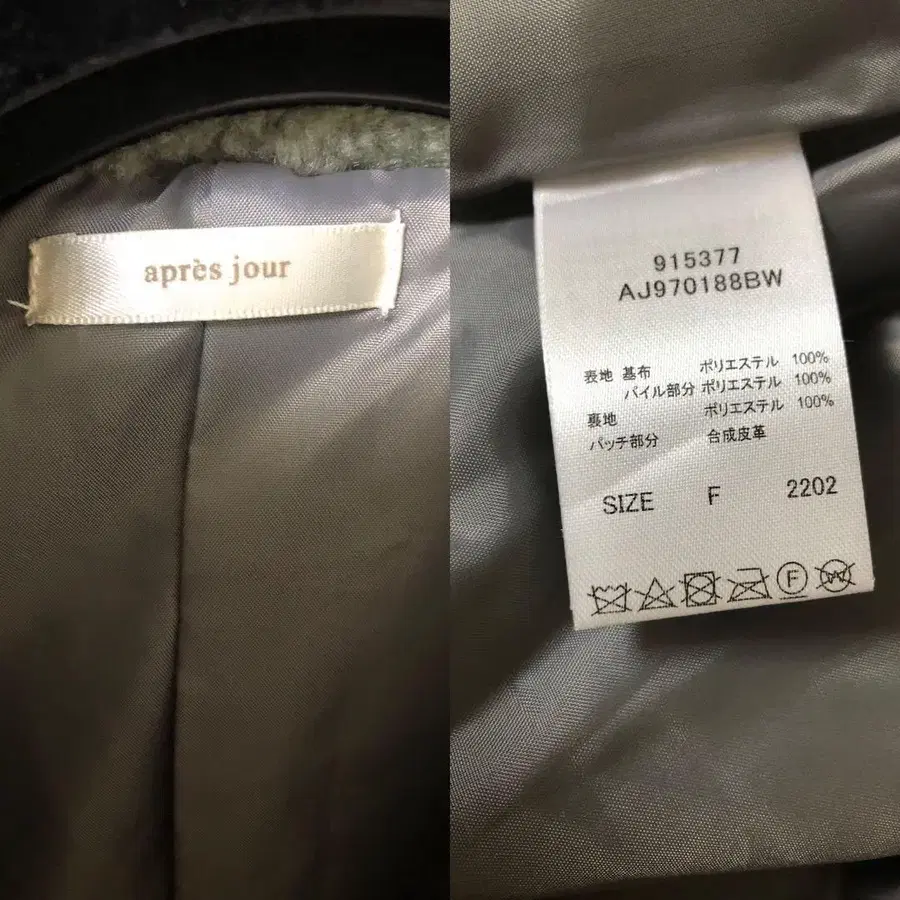 après jour
915377
AJ970188BW
表地 基布 ポリエステル 100%
パイル部分 ポリエステル 100%
裏地 ポリエステル 100%
パッチ部分 合成皮革
SIZE F 2202
F W